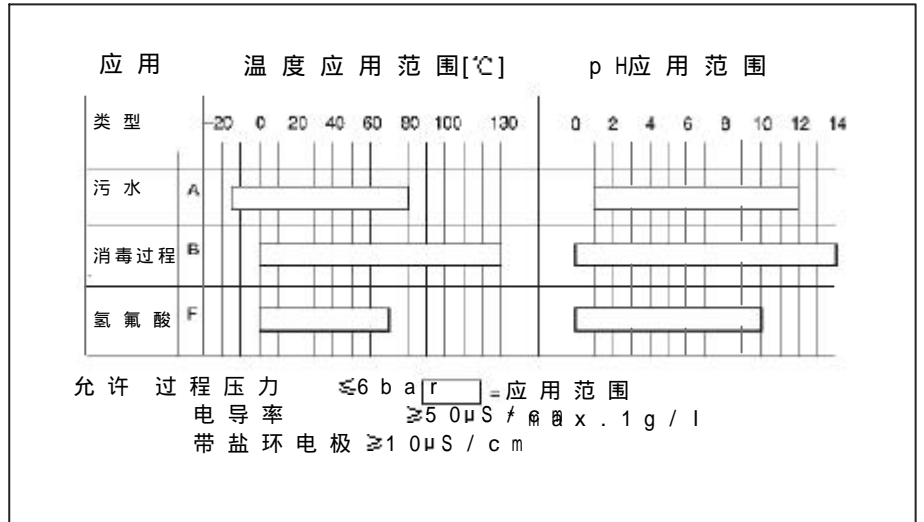 应用 温度应用范围[℃] pH应用范围
类型 -20 0 20 40 60 80 100 130 0 2 4 6 8 10 12 14
污水 A
消毒过程 B
氢氟酸 F
允许 过程压力 ≤6 bar =应用范围
电导率 ≥50μS/ max.1g/l
带盐环电极 ≥10μS/cm